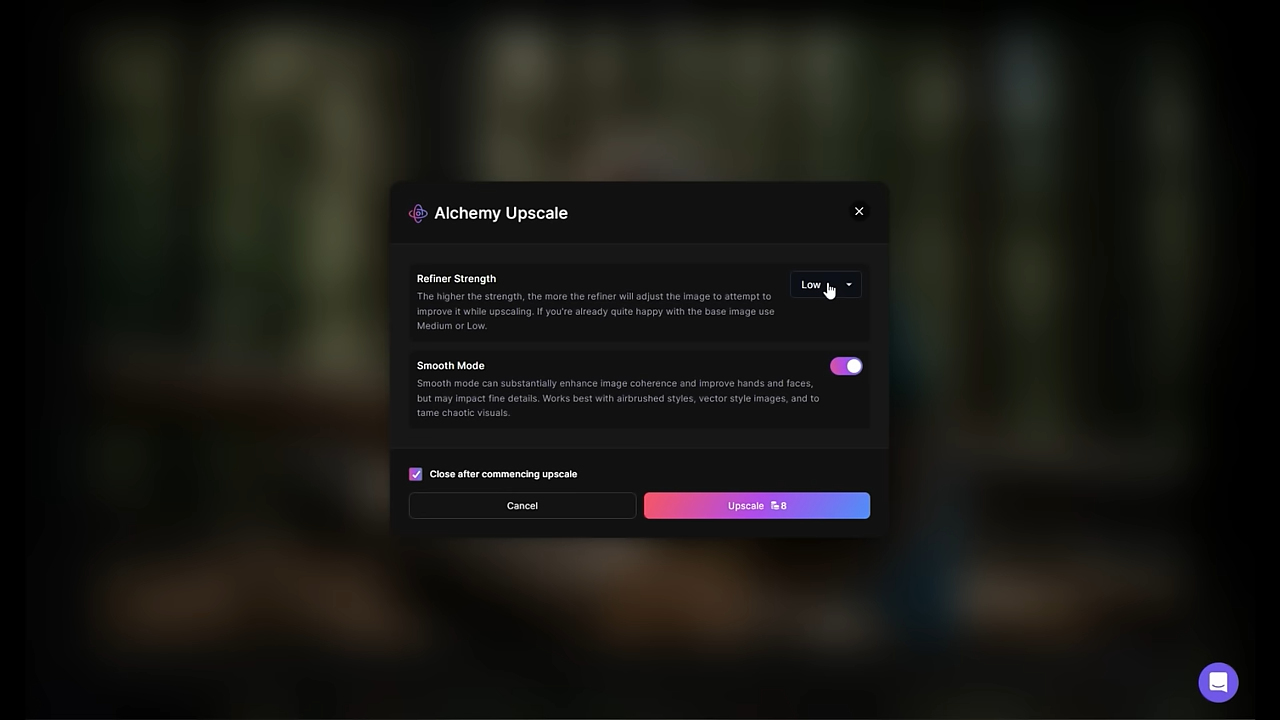 Alchemy Upscale
Refiner Strength
Low
The higher the strength, the more the refiner will adjust the image to attempt to
improve it while upscaling. If you're already quite happy with the base image use
Medium or Low.
Smooth Mode
Smooth mode can substantially enhance image coherence and improve hands and faces,
but may impact fine details. Works best with airbrushed styles, vector style images, and to
tame chaotic visuals.
Close after commencing upscale
Cancel
Upscale 8